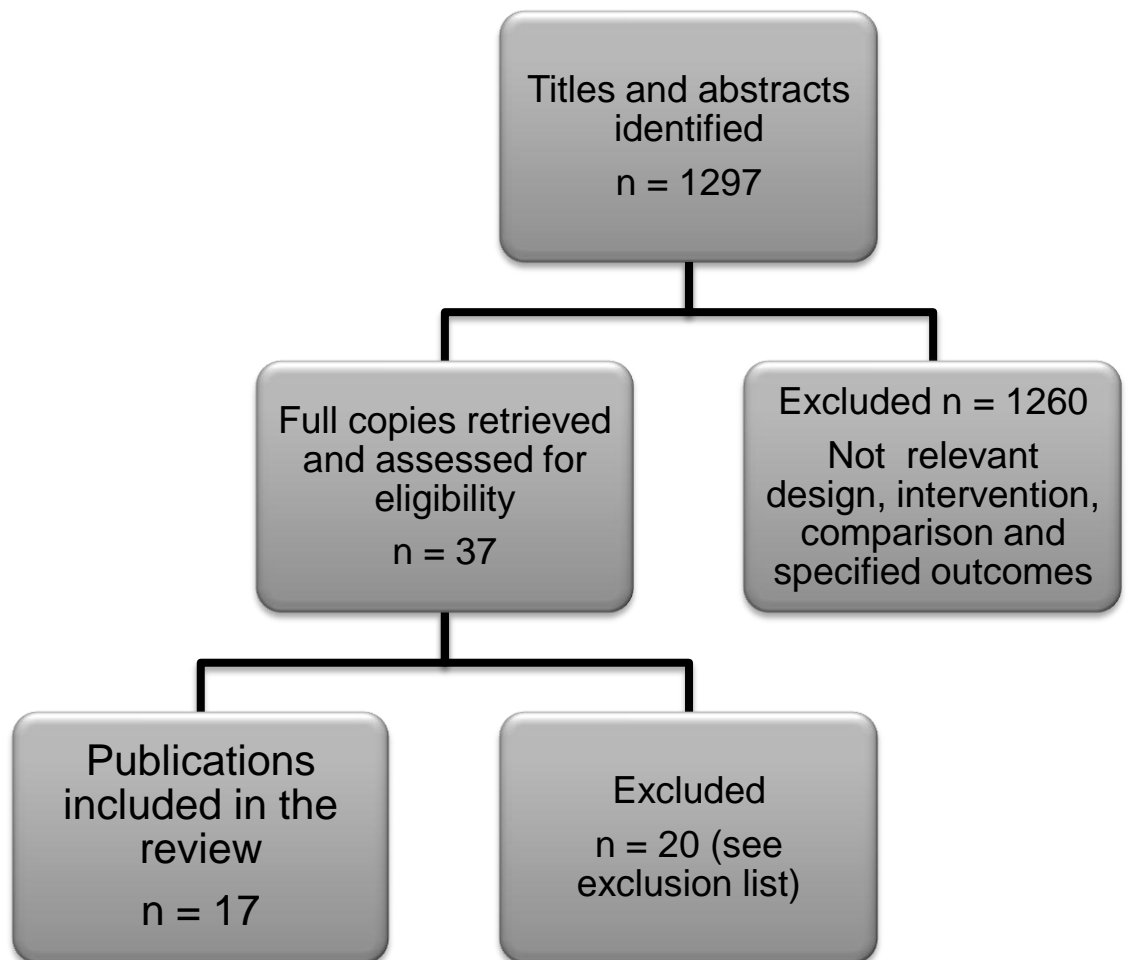 Titles and abstracts
identified
n = 1297
Full copies retrieved
and assessed for
eligibility
n = 37
Excluded n = 1260
Not relevant
design, intervention,
comparison and
specified outcomes
Publications
included in the
review
n = 17
Excluded
n = 20 (see
exclusion list)